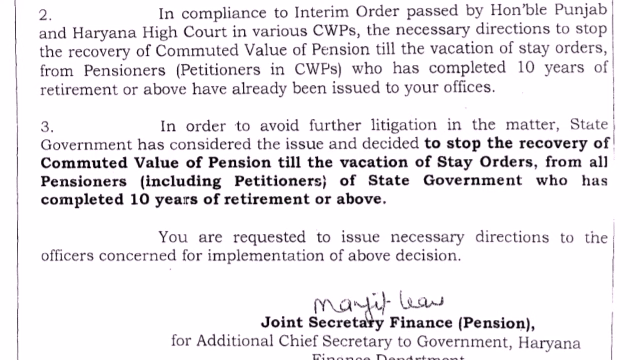 2. In compliance to Interim Order passed by Hon'ble Punjab
and Haryana High Court in various CWPs, the necessary directions to stop
the recovery of Commuted Value of Pension till the vacation of stay orders,
from Pensioners (Petitioners in CWPs) who has completed 10 years of
retirement or above have already been issued to your offices.
3. In order to avoid further litigation in the matter, State
Government has considered the issue and decided to stop the recovery of
Commuted Value of Pension till the vacation of Stay Orders, from all
Pensioners (including Petitioners) of State Government who has
completed 10 years of retirement or above.
You are requested to issue necessary directions to the
officers concerned for implementation of above decision.
Joint Secretary Finance (Pension),
for Additional Chief Secretary to Government, Haryana
Finance Department